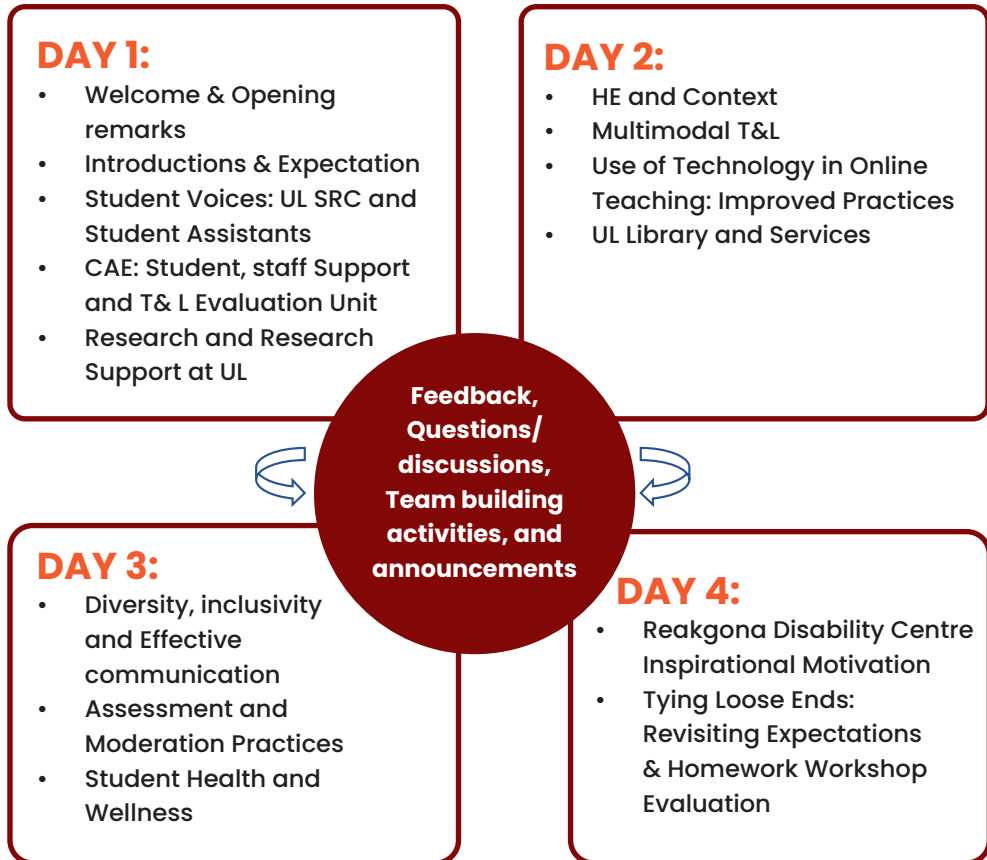 DAY 1:
• Welcome & Opening
remarks
• Introductions & Expectation
• Student Voices: UL SRC and
Student Assistants
• CAE: Student, staff Support
and T& L Evaluation Unit
• Research and Research
Support at UL
DAY 2:
• HE and Context
• Multimodal T&L
• Use of Technology in Online
Teaching: Improved Practices
• UL Library and Services
Feedback,
Questions/
discussions,
Team building
activities, and
announcements
DAY 3:
• Diversity, inclusivity
and Effective
communication
• Assessment and
Moderation Practices
• Student Health and
Wellness
DAY 4:
• Reakgona Disability Centre
Inspirational Motivation
• Tying Loose Ends:
Revisiting Expectations
& Homework Workshop
Evaluation